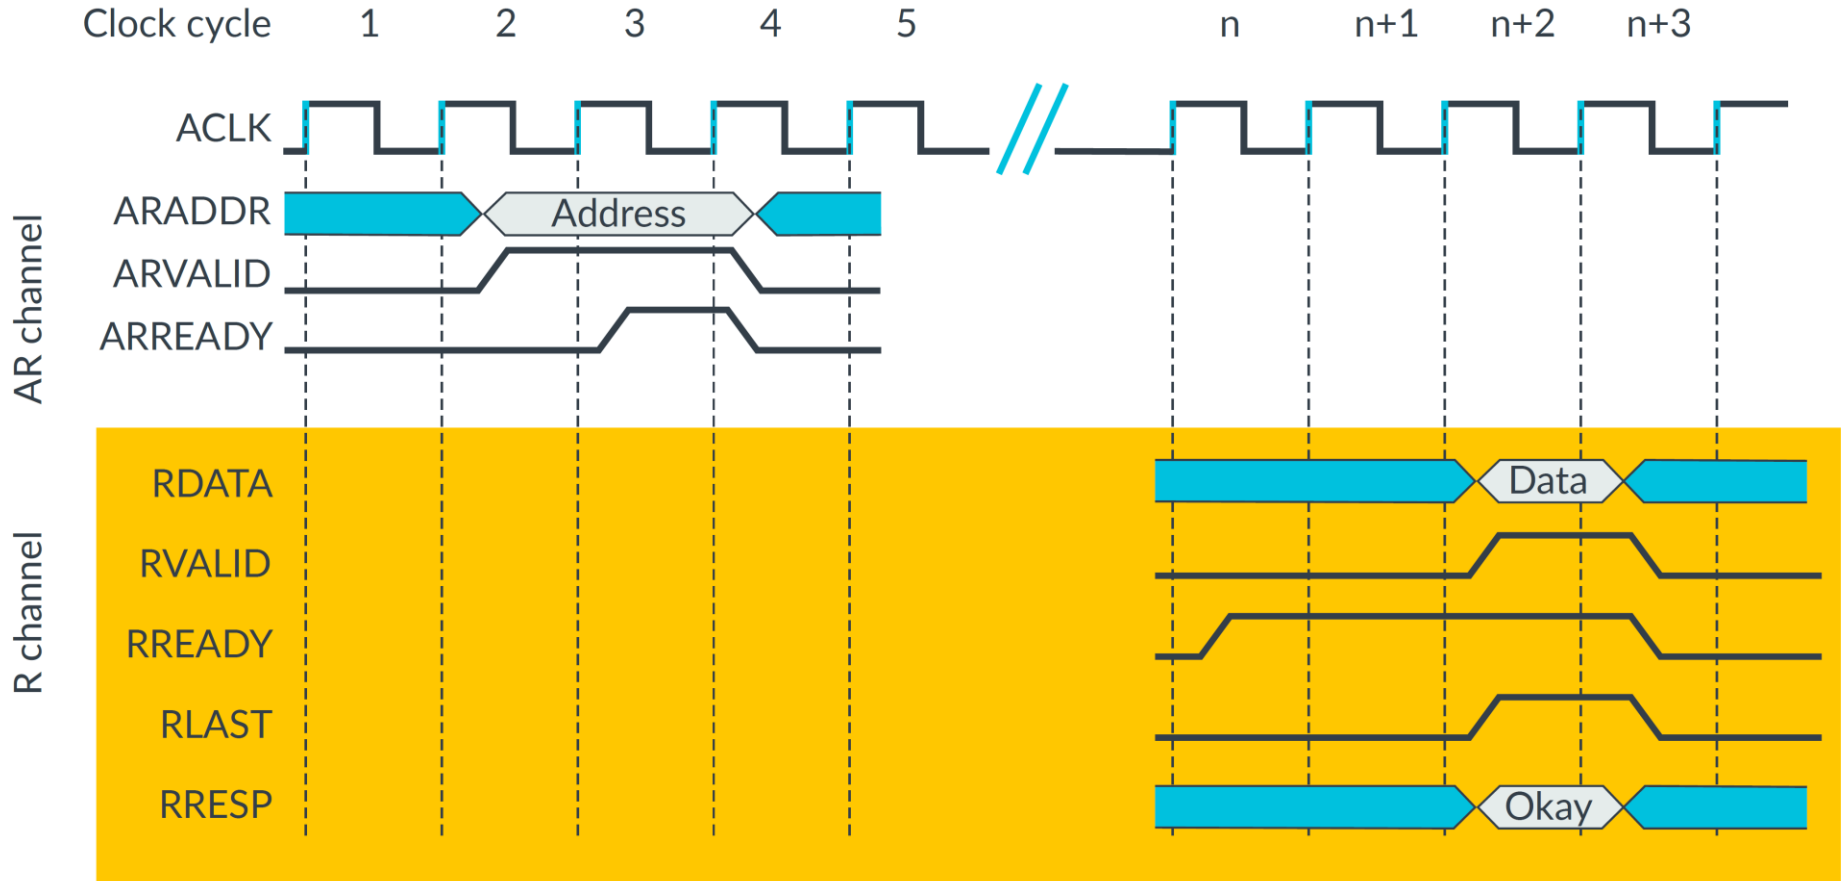 Clock cycle 1 2 3 4 5 n n+1 n+2 n+3
ACLK
AR channel
ARADDR Address
ARVALID
ARREADY
R channel
RDATA Data
RVALID
RREADY
RLAST
RRESP Okay